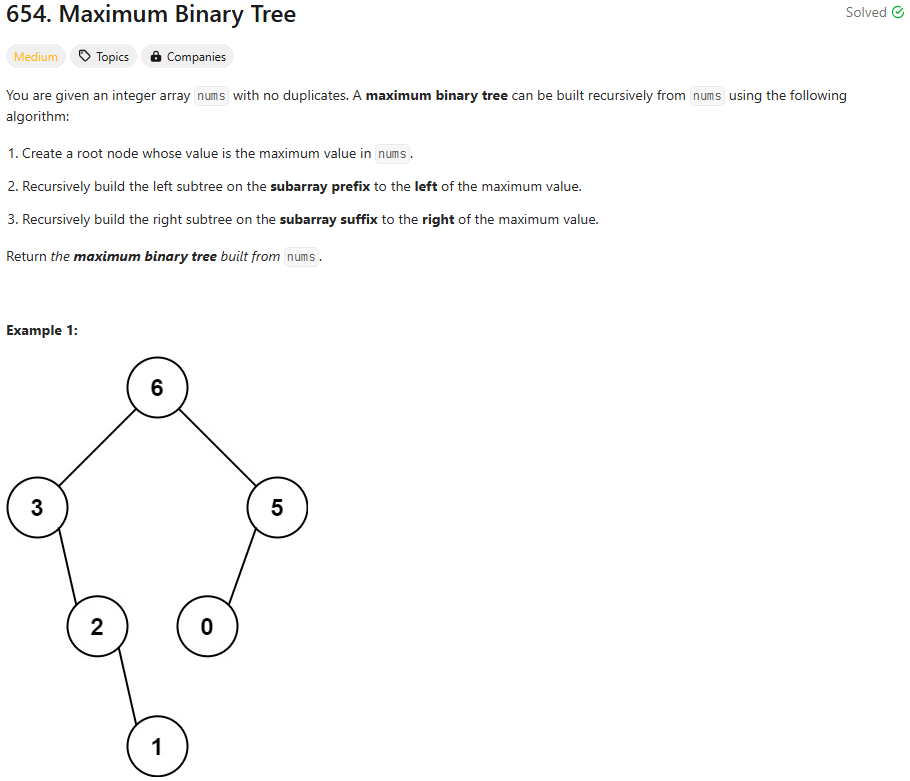 654. Maximum Binary Tree
Solved
Medium Topics Companies
You are given an integer array nums with no duplicates. A maximum binary tree can be built recursively from nums using the following
algorithm:
1. Create a root node whose value is the maximum value in nums.
2. Recursively build the left subtree on the subarray prefix to the left of the maximum value.
3. Recursively build the right subtree on the subarray suffix to the right of the maximum value.
Return the maximum binary tree built from nums.
Example 1:
6
3 5
2 0
1